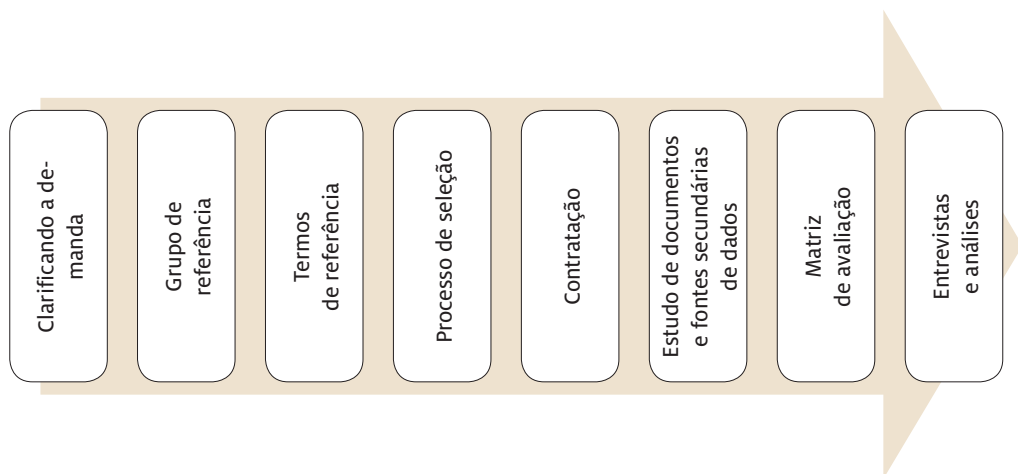 Clarificando a de-
manda
Grupo de
referência
Termos
de referência
Processo de seleção
Contratação
Estudo de documentos
e fontes secundárias
de dados
Matriz
de avaliação
Entrevistas
e análises